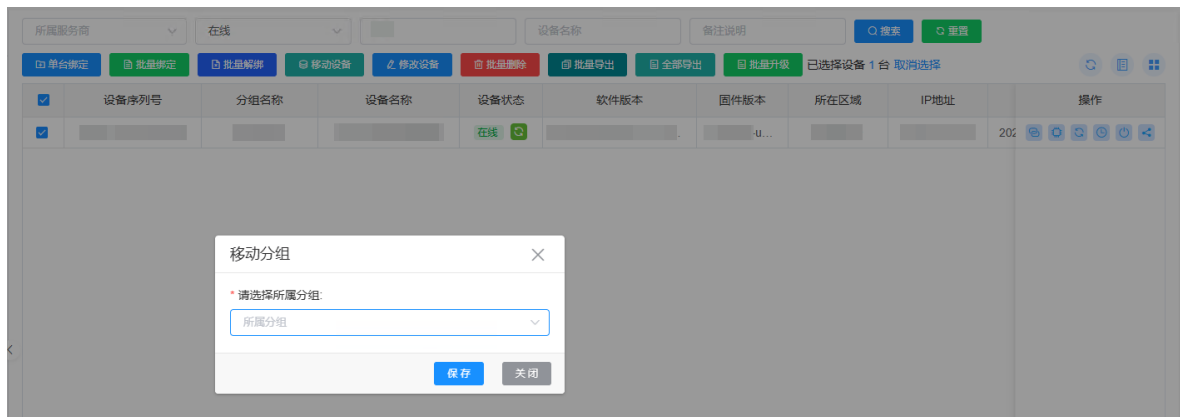 所属服务商 在线 设备名称 备注说明 搜索 重置
单台绑定 批量绑定 批量解绑 移动设备 修改设备 批量删除 批量导出 全部导出 批量升级 已选择设备 1 台 取消选择
设备序列号 分组名称 设备名称 设备状态 软件版本 固件版本 所在区域 IP地址 操作
在线 -u... 202
移动分组
* 请选择所属分组:
所属分组
保存 关闭